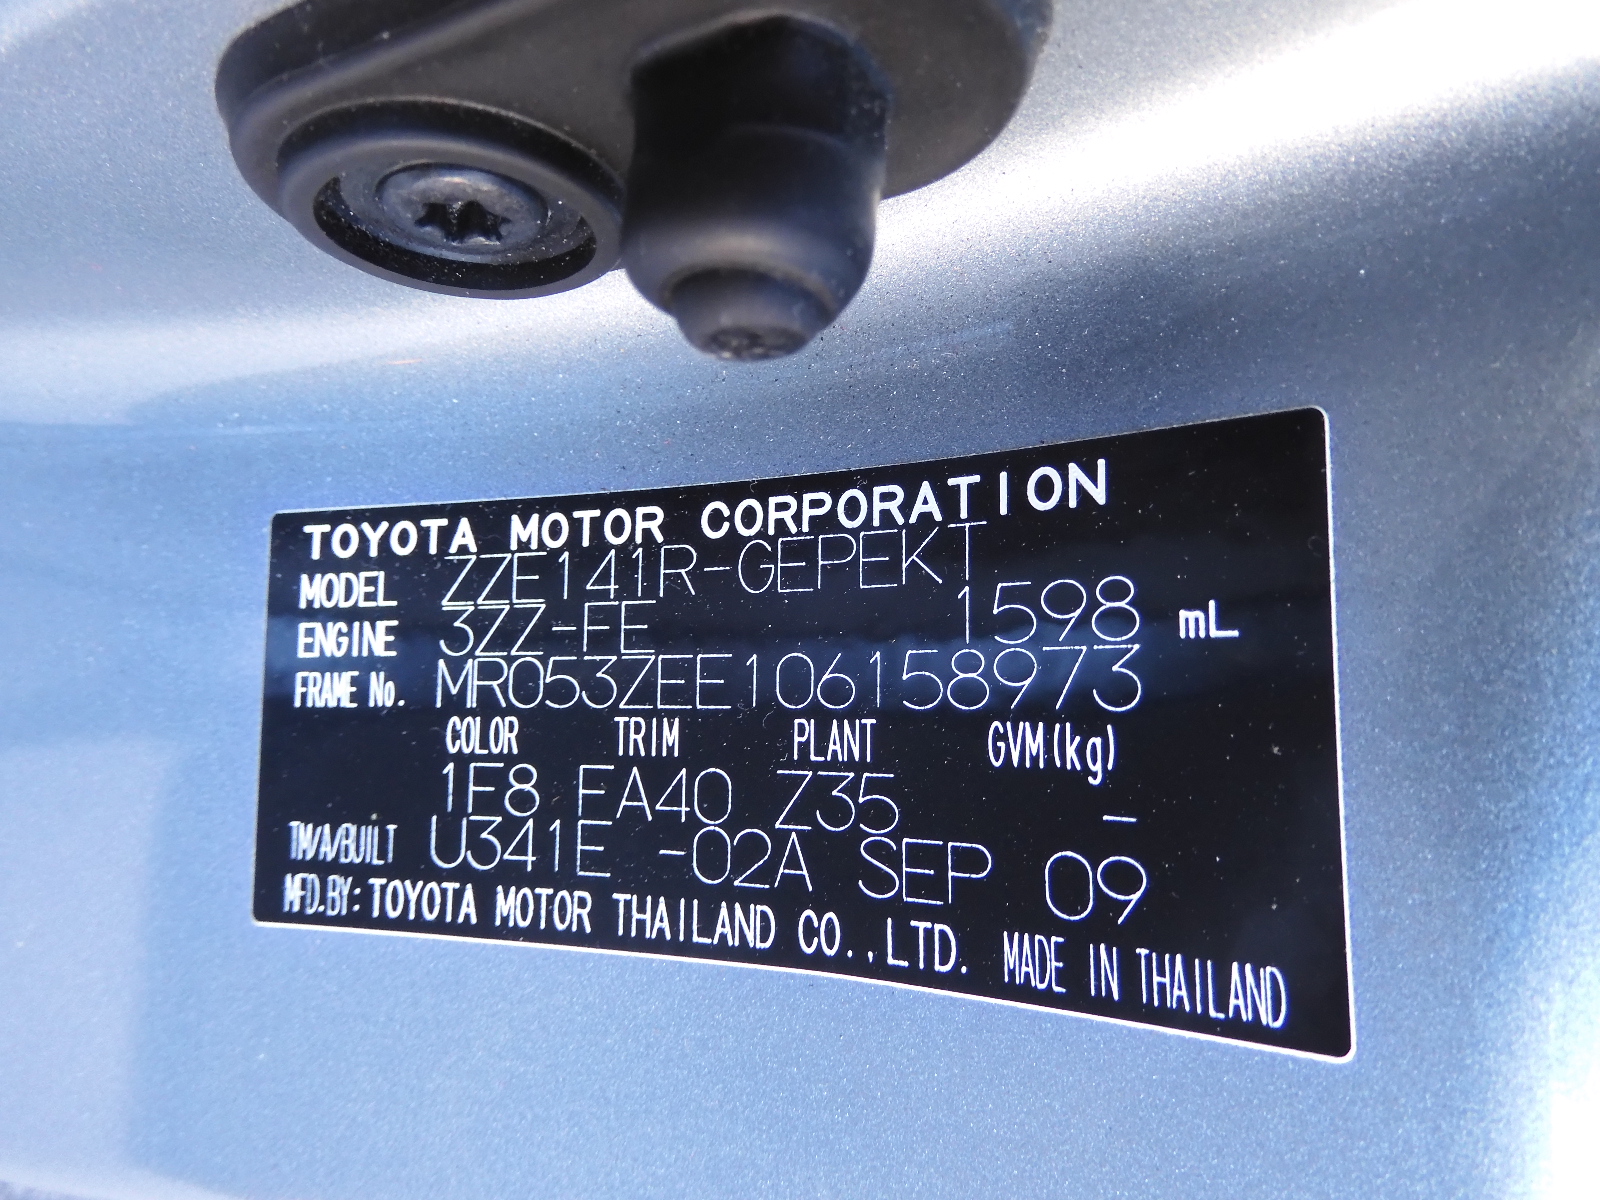 TOYOTA MOTOR CORPORATION
MODEL ZZE141R-GEPEKT
ENGINE 3ZZ-FE 1598 mL
FRAME No. MR053ZEE106158973
COLOR TRIM PLANT GVM(kg)
1F8 FA40 Z35 –
TM/A/BUILT U341E -02A SEP 09
MFD.BY: TOYOTA MOTOR THAILAND CO.,LTD. MADE IN THAILAND